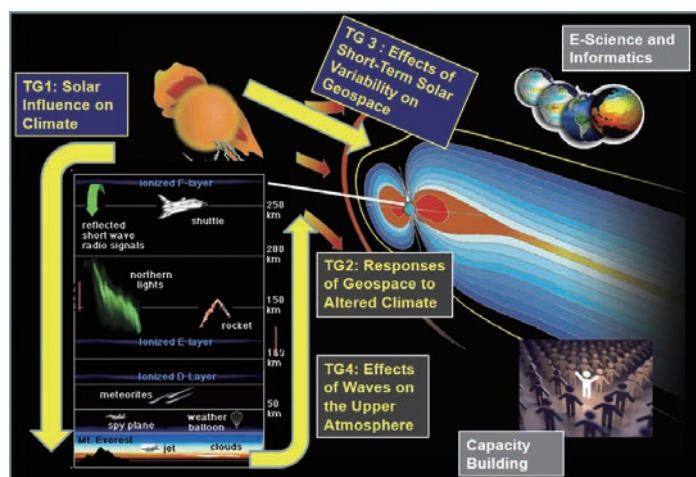 TG1: Solar
Influence on
Climate
TG 3 : Effects of
Short-Term Solar
Variability on
Geospace
E-Science and
Informatics
Ionized F-layer
250
km
shuttle
reflected
short wave
radio signals
200
km
northern
lights
150
km
rocket
Ionized E-layer
100
km
Ionized D-Layer
meteorites
50
km
spy plane
weather
balloon
Mt. Everest
jet
clouds
TG2: Responses
of Geospace to
Altered Climate
TG4: Effects
of Waves on
the Upper
Atmosphere
Capacity
Building